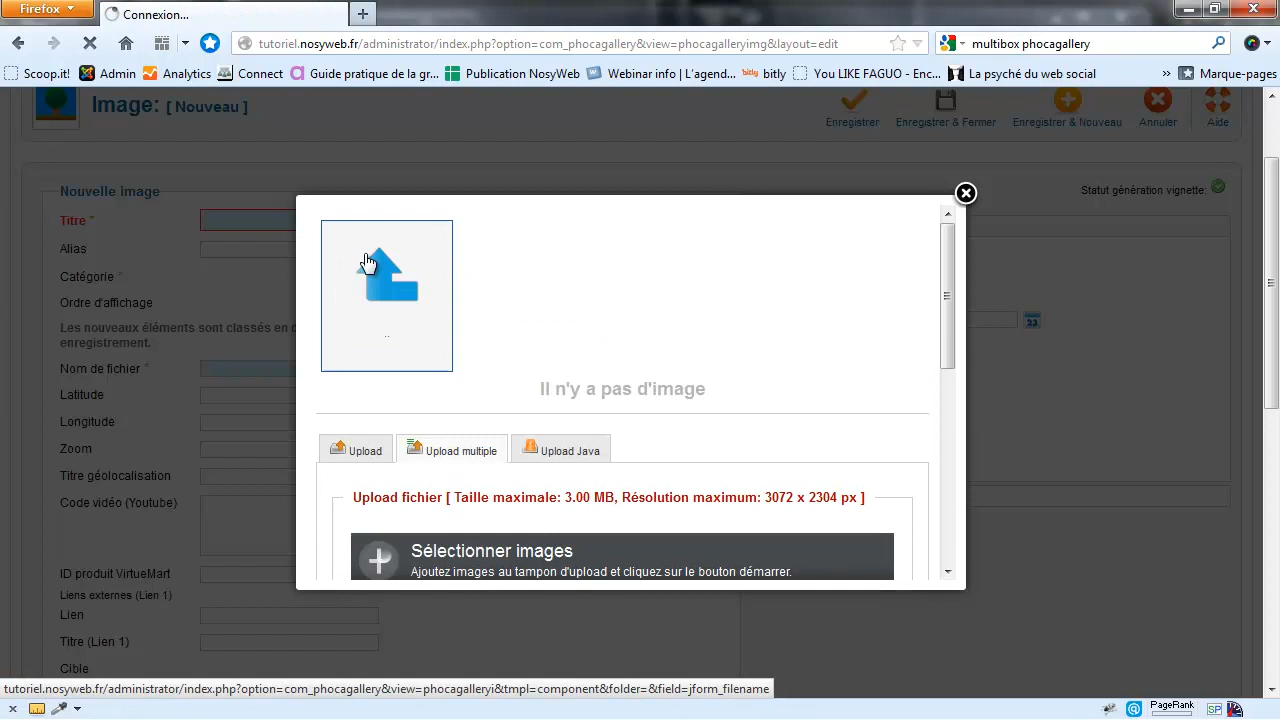 Firefox
Connexion...
tutoriel.nosyweb.fr/administrator/index.php?option=com_phocagallery&view=phocagalleryimg&layout=edit
multibox phocagallery
Scoop.it!
Admin
Analytics
Connect
Guide pratique de la gr...
Publication NosyWeb
Webinar info | L'agend...
bitly
You LIKE FAGUO - Enc...
La psyché du web social
»
Marque-pages
Image: [ Nouveau ]
Enregistrer
Enregistrer & Fermer
Enregistrer & Nouveau
Annuler
Aide
Nouvelle image
Statut génération vignette:
Titre *
Alias
Catégorie *
Ordre d'affichage
Les nouveaux éléments sont classés en d
enregistrement.
Nom de fichier *
Latitude
Longitude
Zoom
Titre géolocalisation
Code vidéo (Youtube)
ID produit VirtueMart
Liens externes (Lien 1)
Lien
Titre (Lien 1)
Cible
23
..
Il n'y a pas d'image
Upload
Upload multiple
Upload Java
Upload fichier [ Taille maximale: 3.00 MB, Résolution maximum: 3072 x 2304 px ]
Sélectionner images
Ajoutez images au tampon d'upload et cliquez sur le bouton démarrer.
tutoriel.nosyweb.fr/administrator/index.php?option=com_phocagallery&view=phocagalleryi&tmpl=component&folder=&field=jform_filename
PageRank
SP